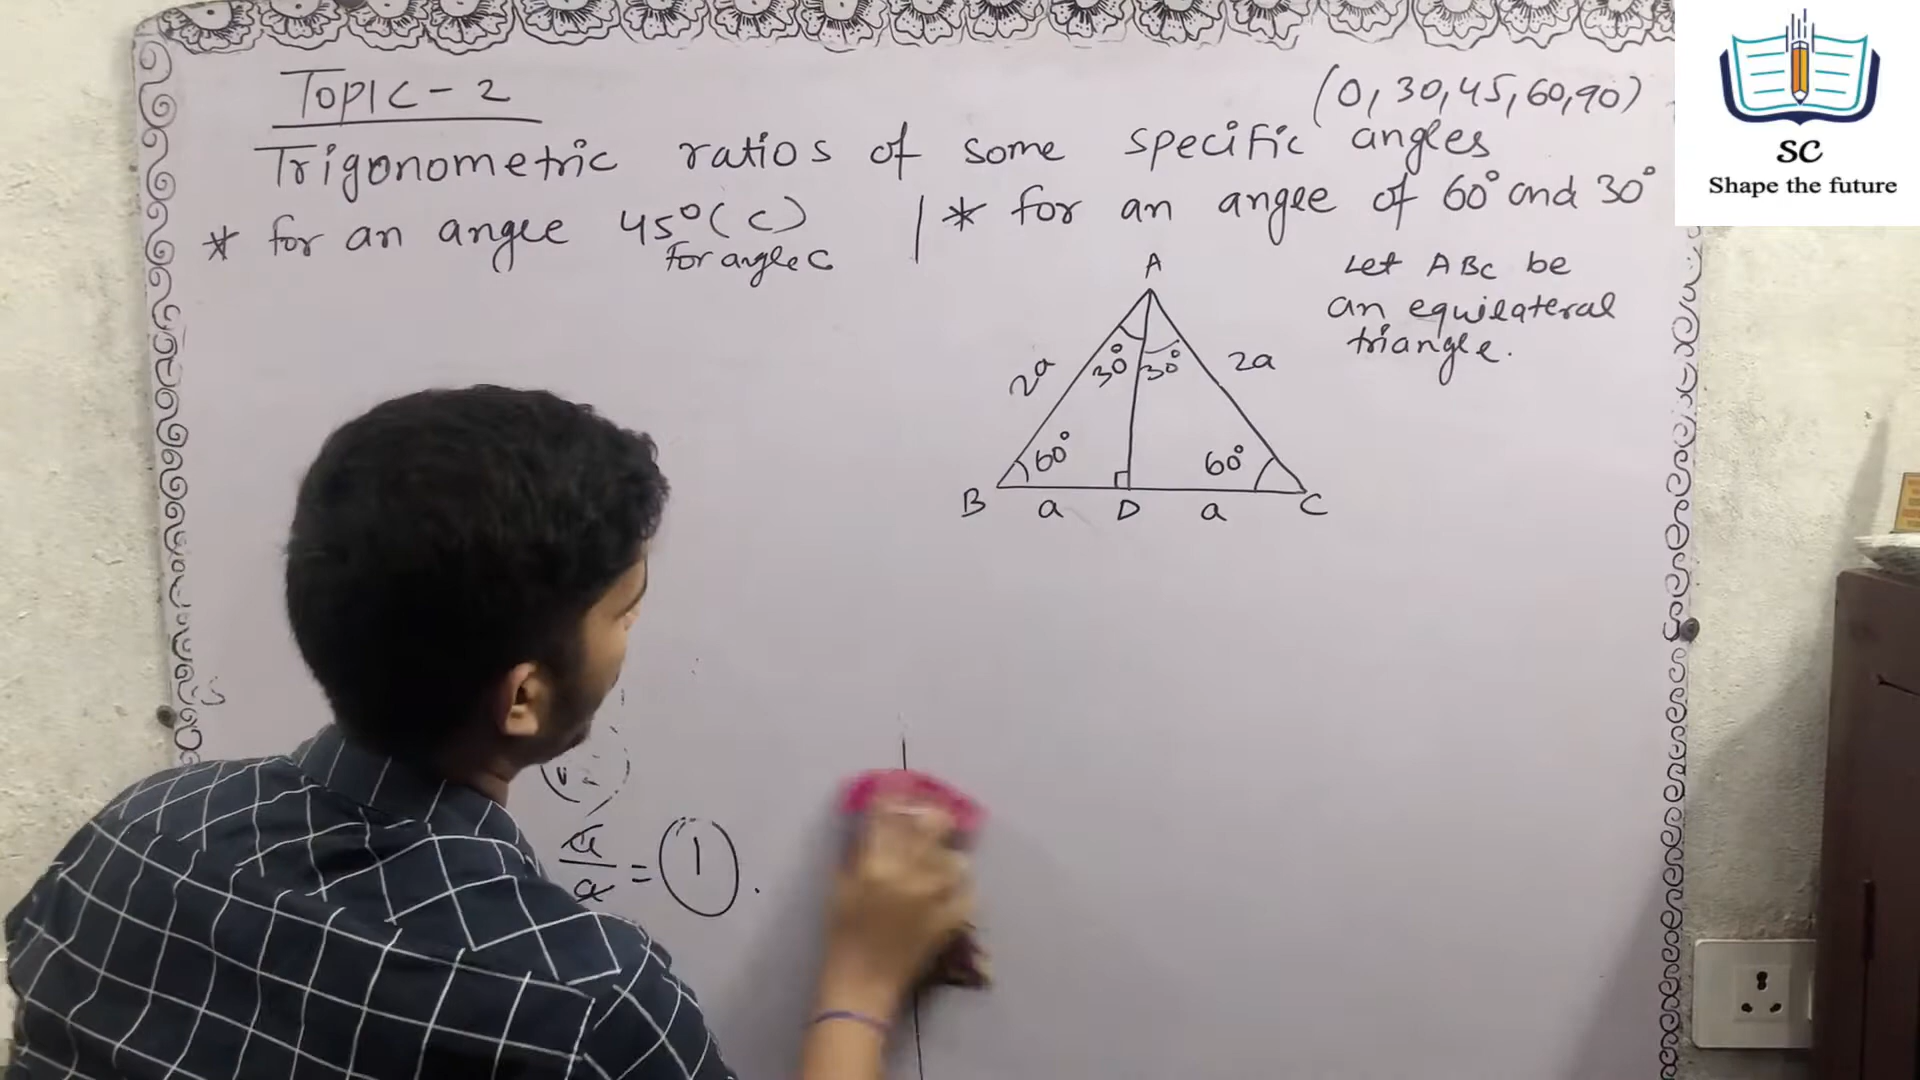 TOPIC - 2
(0, 30, 45, 60, 90)
Trigonometric ratios of some specific angles
* for an angle 45° (C)
for angle C
| * for an angle of 60° and 30°
Let ABC be
an equilateral
triangle.
A
2a 30° 30° 2a
60° 60°
B a D a C
a/a = 1.
SC
Shape the future